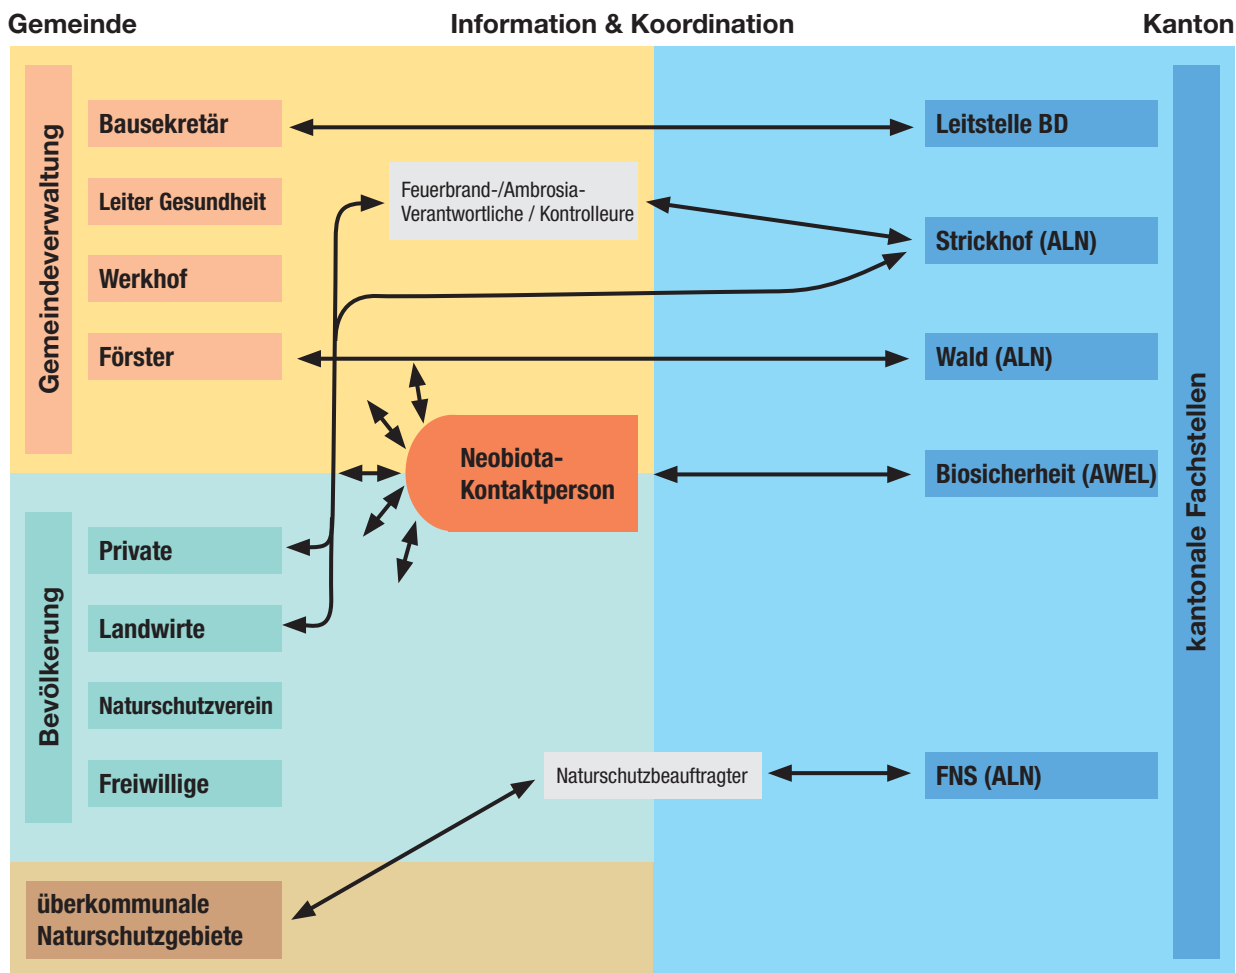 Gemeinde
Information & Koordination
Kanton
Gemeindeverwaltung
Bausekretär
Leiter Gesundheit
Werkhof
Förster
Feuerbrand-/Ambrosia-
Verantwortliche / Kontrolleure
Neobiota-
Kontaktperson
Bevölkerung
Private
Landwirte
Naturschutzverein
Freiwillige
Naturschutzbeauftragter
überkommunale
Naturschutzgebiete
Leitstelle BD
Strickhof (ALN)
Wald (ALN)
Biosicherheit (AWEL)
FNS (ALN)
kantonale Fachstellen